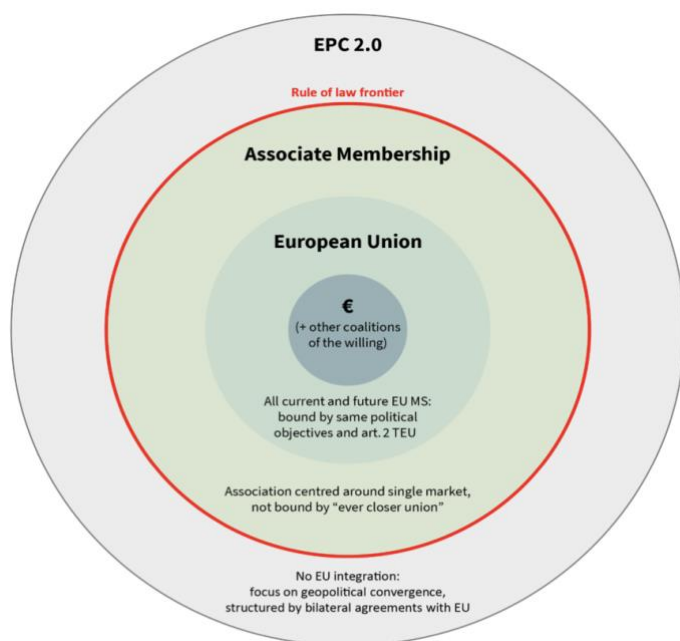 EPC 2.0
Rule of law frontier
Associate Membership
European Union
€
(+ other coalitions
of the willing)
All current and future EU MS:
bound by same political
objectives and art. 2 TEU
Association centred around single market,
not bound by “ever closer union”
No EU integration:
focus on geopolitical convergence,
structured by bilateral agreements with EU